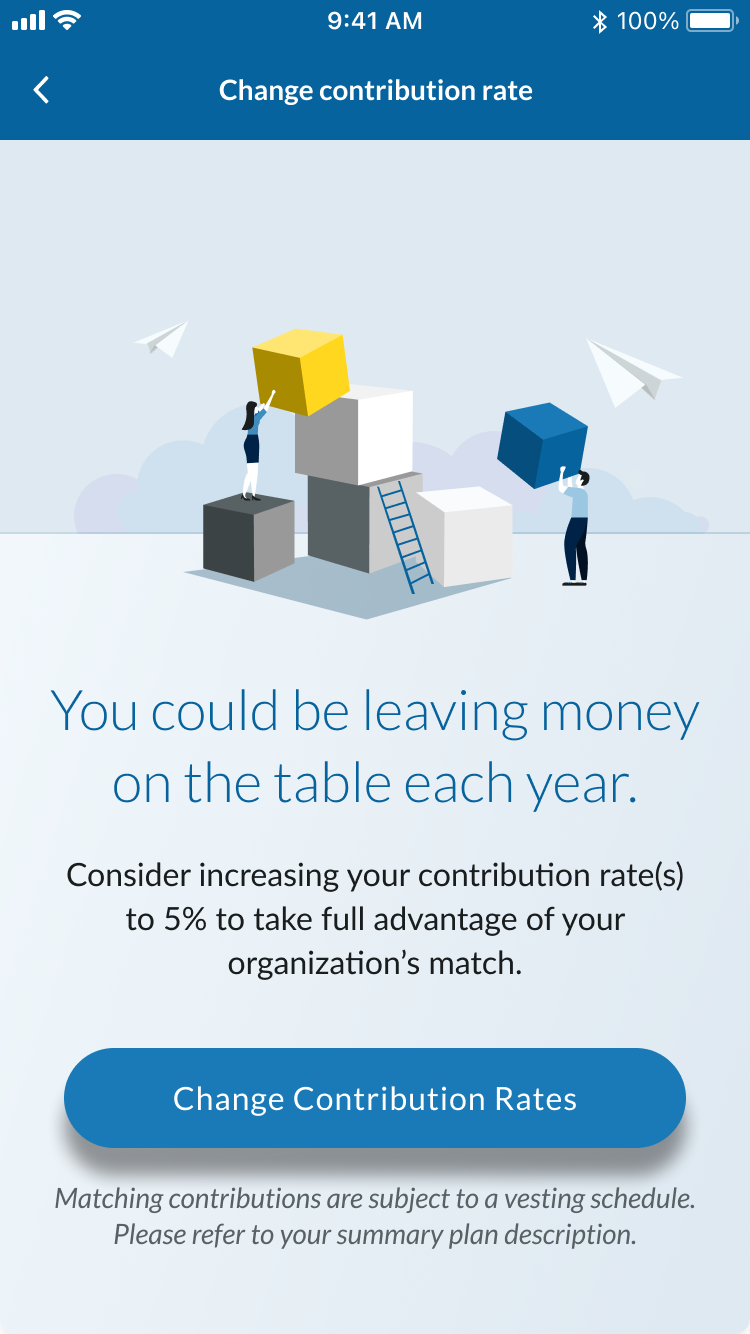 9:41 AM
100%
Change contribution rate
You could be leaving money
on the table each year.
Consider increasing your contribution rate(s)
to 5% to take full advantage of your
organization’s match.
Change Contribution Rates
Matching contributions are subject to a vesting schedule.
Please refer to your summary plan description.